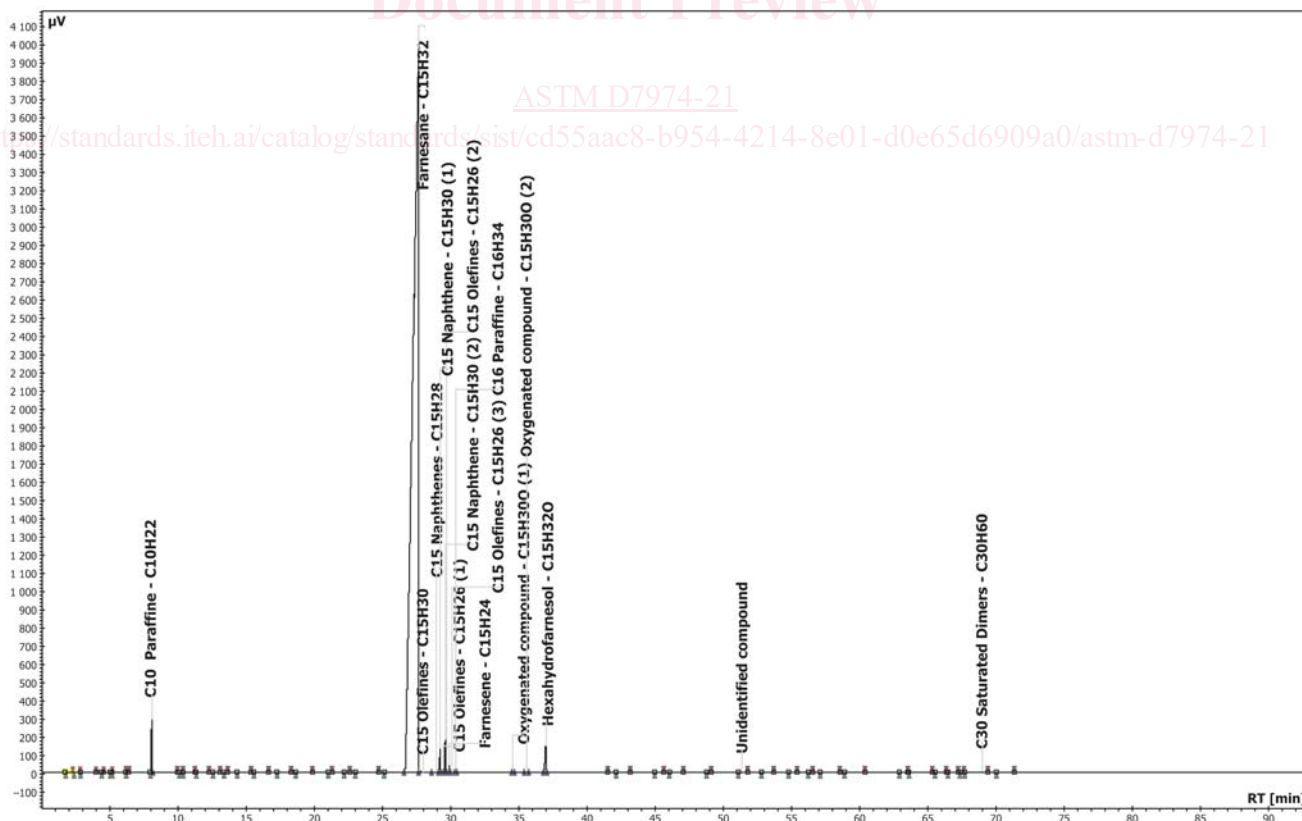 Document Preview
µV
ASTM D7974-21
//standards.iteh.ai/catalog/standards/sist/cd55aac8-b954-4214-8e01-d0e65d6909a0/astm-d7974-21
4 100
4 000
3 900
3 800
3 700
3 600
3 500
3 400
3 300
3 200
3 100
3 000
2 900
2 800
2 700
2 600
2 500
2 400
2 300
2 200
2 100
2 000
1 900
1 800
1 700
1 600
1 500
1 400
1 300
1 200
1 100
1 000
900
800
700
600
500
400
300
200
100
0
-100
C10 Paraffine - C10H22
Farnesane - C15H32
C15 Olefines - C15H30
C15 Naphthenes - C15H28
C15 Naphthene - C15H30 (1)
C15 Olefines - C15H26 (1)
C15 Naphthene - C15H30 (2) C15 Olefines - C15H26 (2)
Farnesene - C15H24
C15 Olefines - C15H26 (3) C16 Paraffine - C16H34
Oxygenated compound - C15H30O (1) Oxygenated compound - C15H30O (2)
Hexahydrofarnesol - C15H32O
Unidentified compound
C30 Saturated Dimers - C30H60
RT [min]
5 10 15 20 25 30 35 40 45 50 55 60 65 70 75 80 85 90